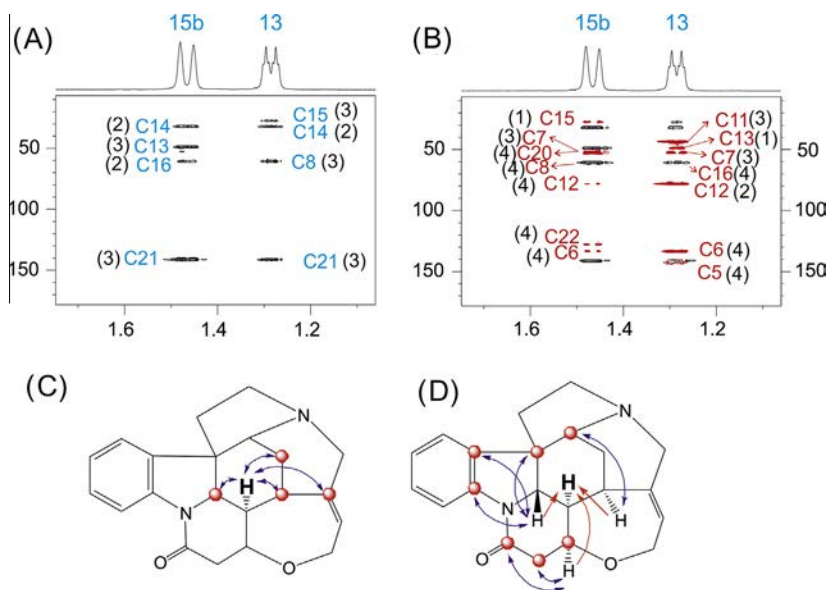 (A) 15b 13
(2) C14 C15 (3)
(3) C13 C14 (2)
(2) C16 C8 (3)
(3) C21 C21 (3)
50
100
150
1.6 1.4 1.2
(B) 15b 13
(1) C15 C11 (3)
(3) C7 C13 (1)
(4) C20 C7 (3)
(4) C8 C16 (4)
(4) C12 C12 (2)
(4) C22 C6 (4)
(4) C6 C5 (4)
50
100
150
1.6 1.4 1.2
(C)
N
H
N
O
O
(D)
N
H
N
H
H
O
O
H